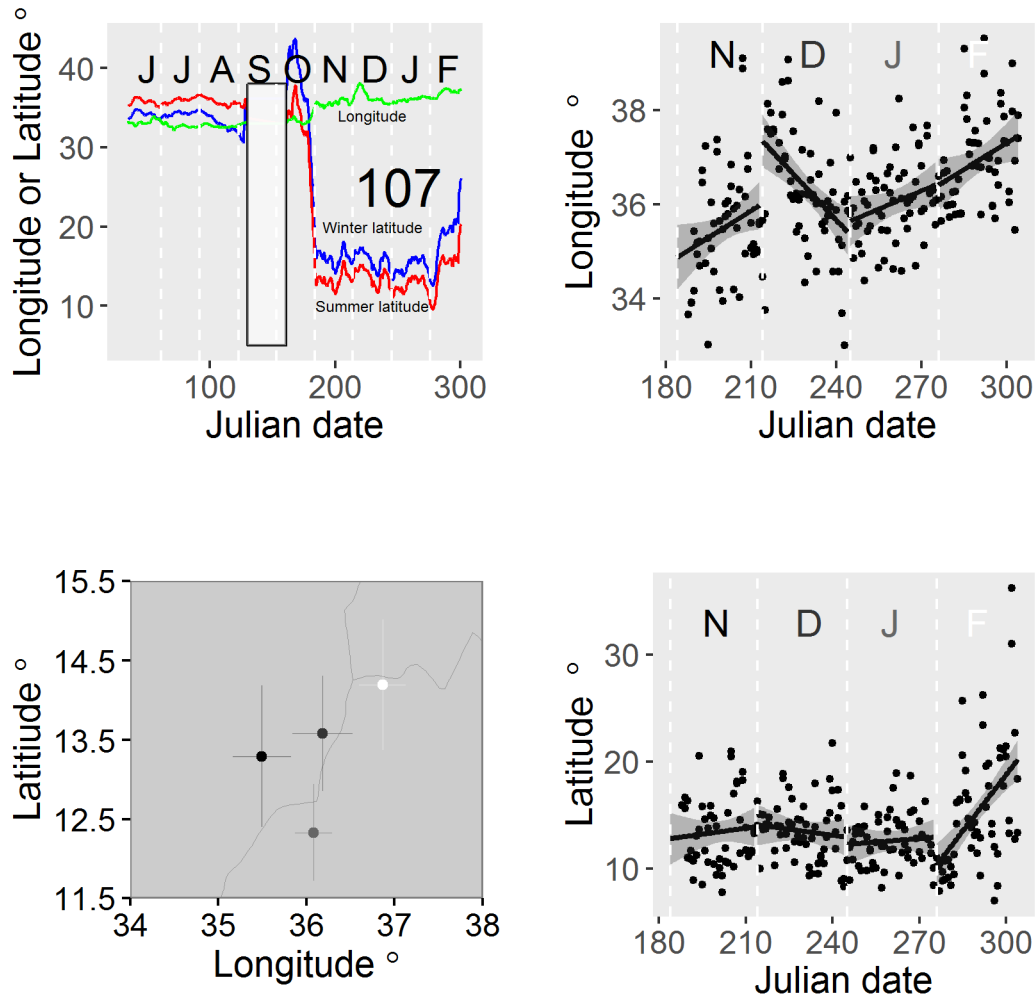 Longitude or Latitude °
40
30
20
10
J J A S O N D J F
Longitude
107
Winter latitude
Summer latitude
100 200 300
Julian date
Longitude °
38
36
34
N D J F
180 210 240 270 300
Julian date
Latitiude °
15.5
14.5
13.5
12.5
11.5
34 35 36 37 38
Longitude °
Latitude °
30
20
10
N D J F
180 210 240 270 300
Julian date